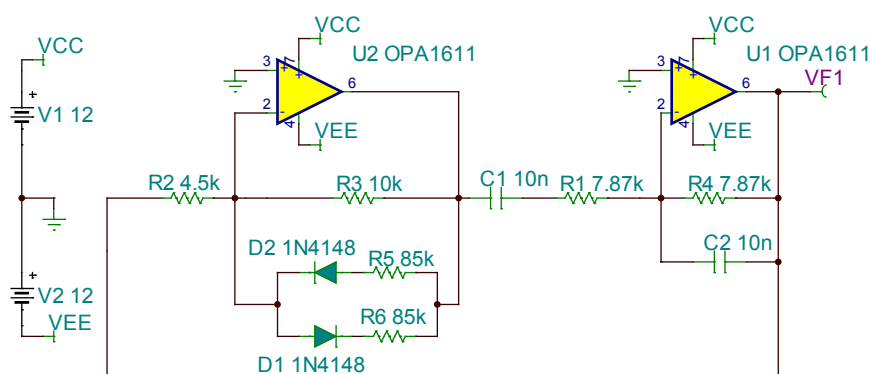 VCC
V1 12
V2 12
VEE
VCC
U2 OPA1611
3
7
2
4
6
+
+
-
VEE
R2 4.5k
R3 10k
D2 1N4148
R5 85k
R6 85k
D1 1N4148
C1 10n
R1 7.87k
VCC
U1 OPA1611
VF1
3
7
2
4
6
+
+
-
VEE
R4 7.87k
C2 10n
+
+